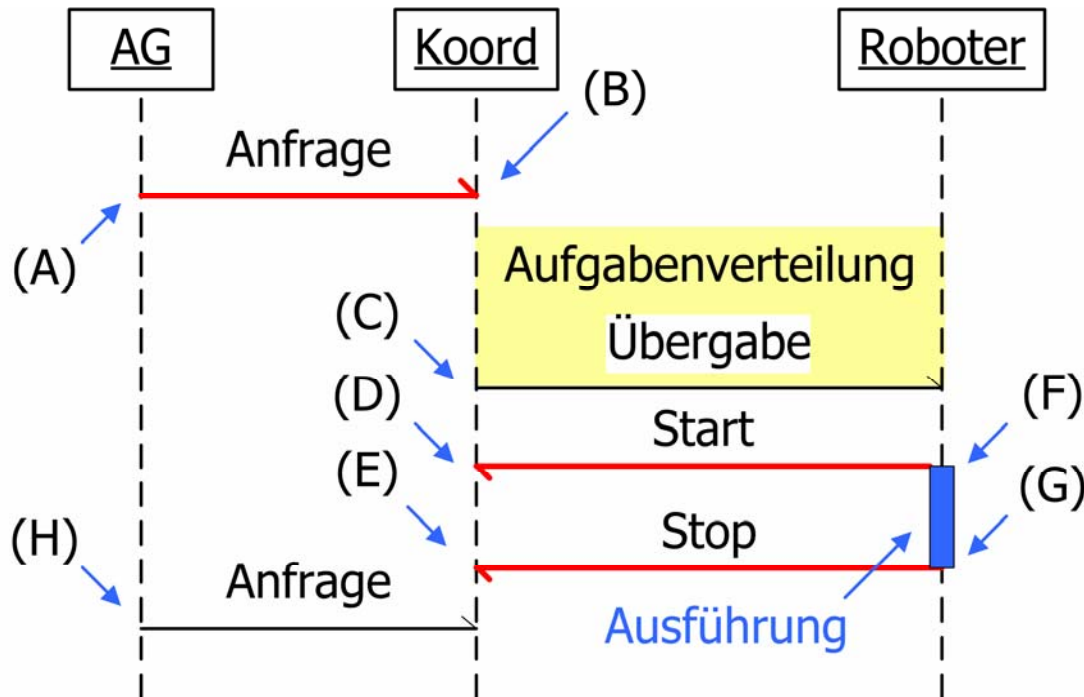 AG
Koord
Roboter
(B)
Anfrage
(A)
Aufgabenverteilung
(C)
Übergabe
(D)
(F)
Start
(E)
(G)
Stop
(H)
Anfrage
Ausführung